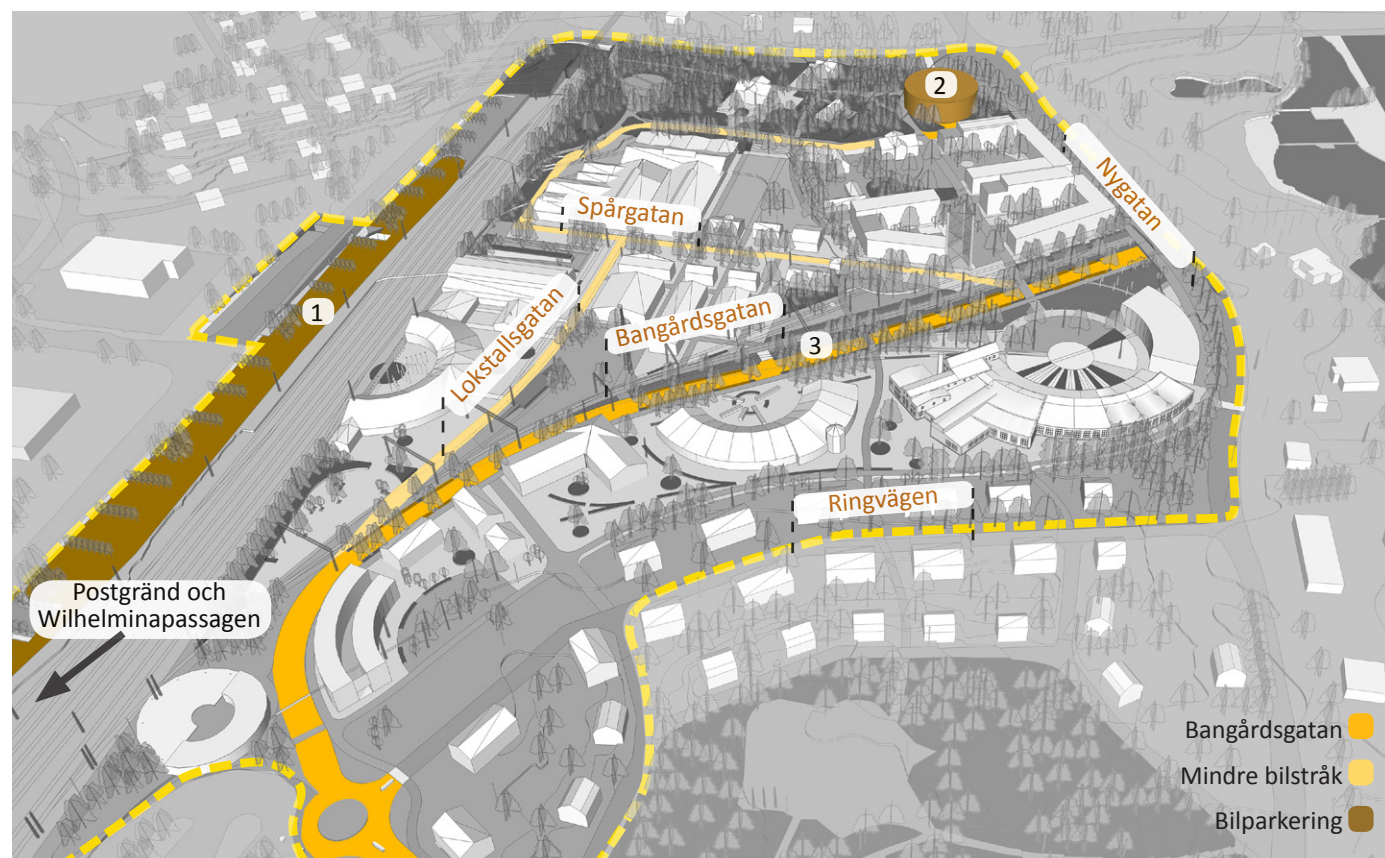 2
Nygatan
Spårgatan
1
Bangårdsgatan
Lokstallsgatan
3
Ringvägen
Postgränd och
Wilhelminapassagen
Bangårdsgatan
Mindre bilstråk
Bilparkering